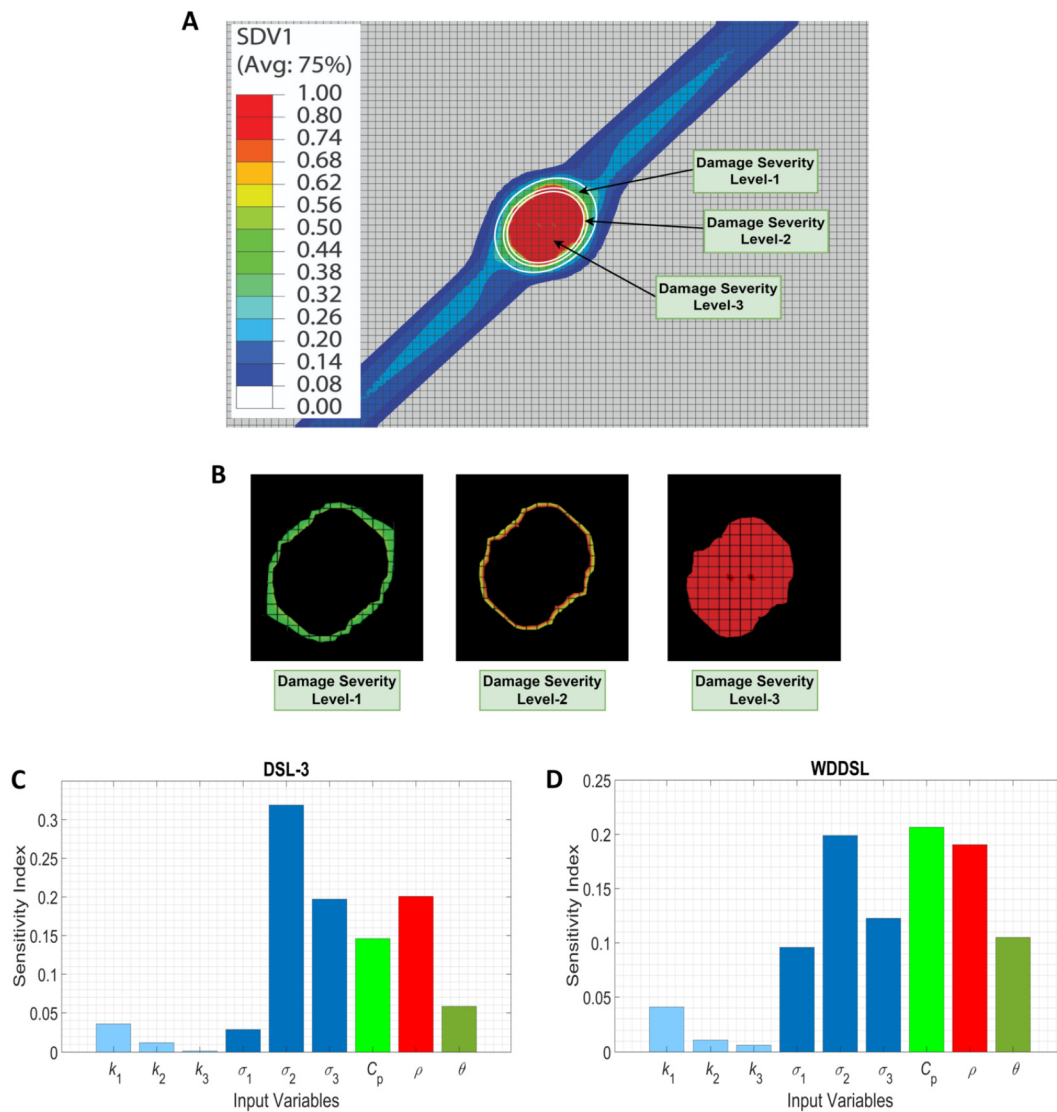 A
SDV1
(Avg: 75%)
1.00
0.80
0.74
0.68
0.62
0.56
0.50
0.44
0.38
0.32
0.26
0.20
0.14
0.08
0.00
Damage Severity
Level-1
Damage Severity
Level-2
Damage Severity
Level-3
B
Damage Severity
Level-1
Damage Severity
Level-2
Damage Severity
Level-3
C
DSL-3
Sensitivity Index
0.3
0.25
0.2
0.15
0.1
0.05
0
k1 k2 k3 σ1 σ2 σ3 Cp ρ θ
Input Variables
D
WDDSL
Sensitivity Index
0.25
0.2
0.15
0.1
0.05
0
k1 k2 k3 σ1 σ2 σ3 Cp ρ θ
Input Variables